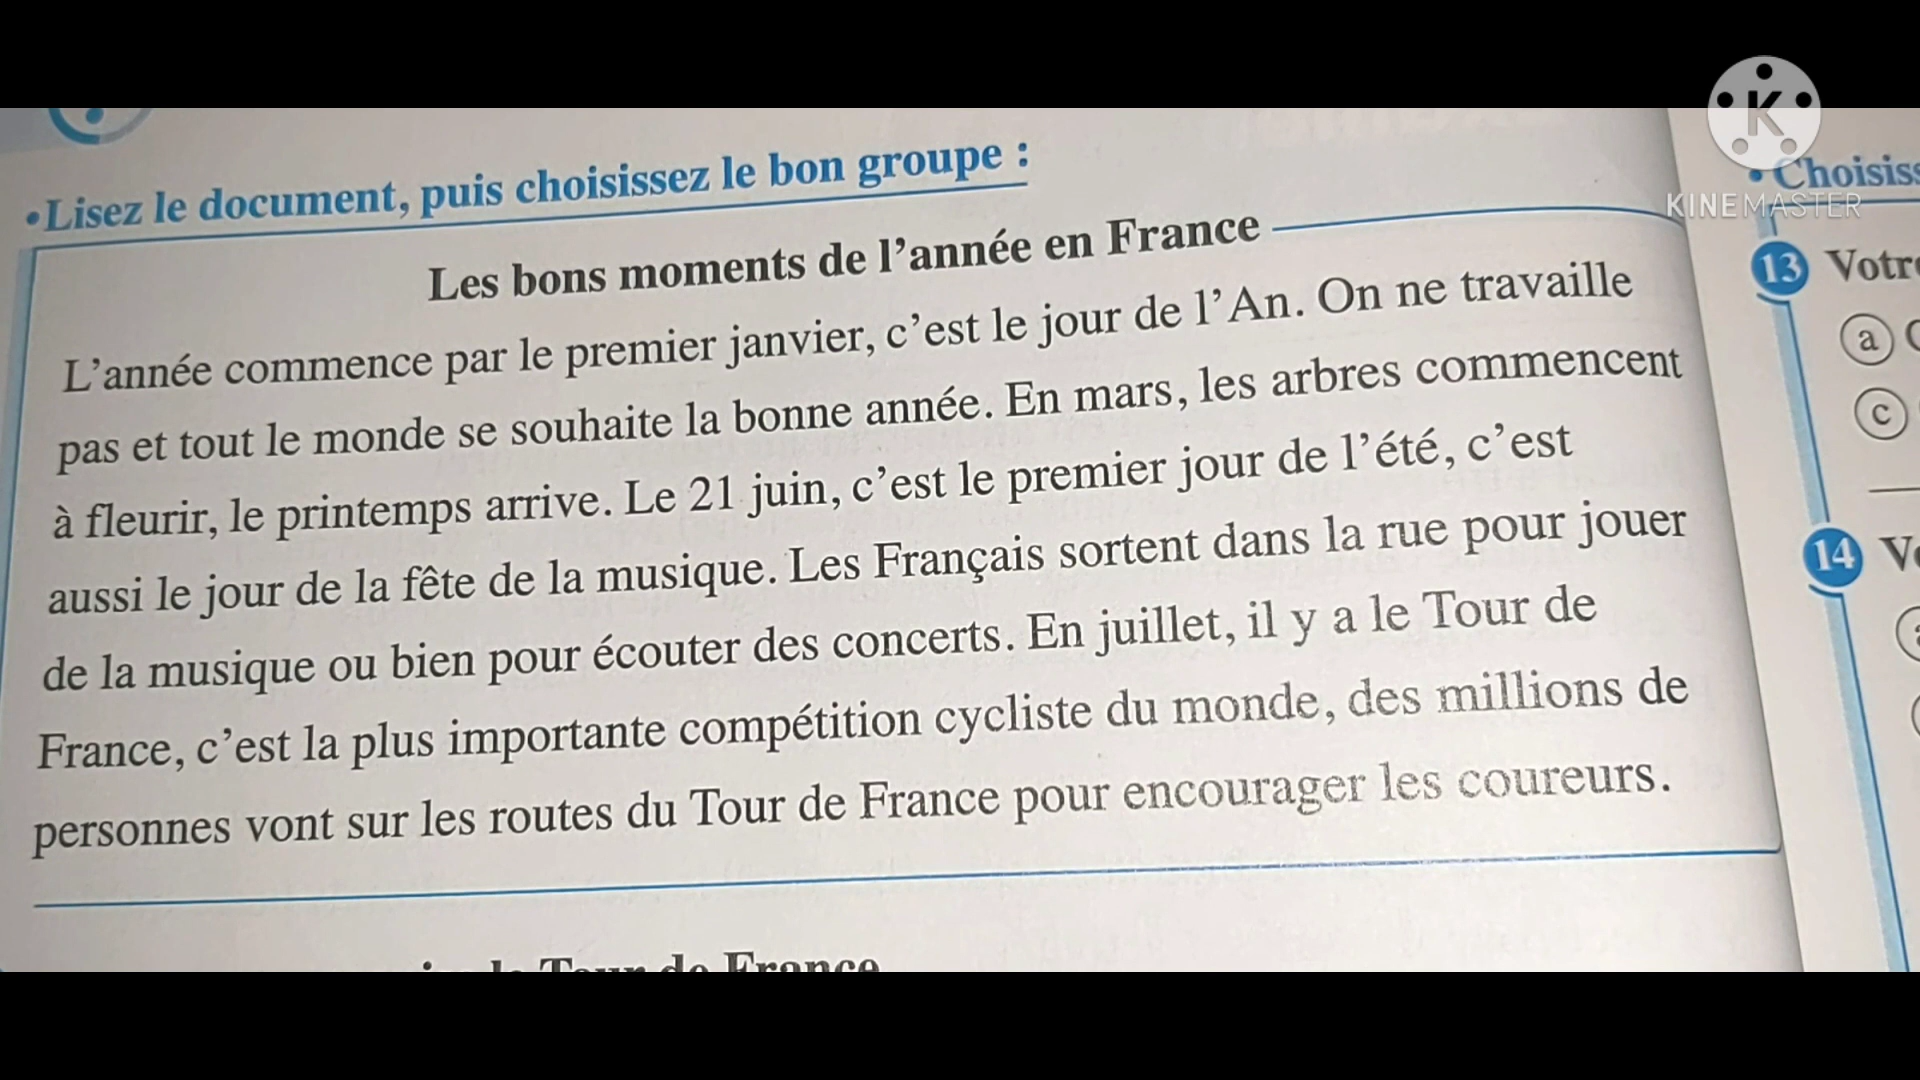 •Lisez le document, puis choisissez le bon groupe :
Les bons moments de l'année en France
L'année commence par le premier janvier, c'est le jour de l'An. On ne travaille
pas et tout le monde se souhaite la bonne année. En mars, les arbres commencent
à fleurir, le printemps arrive. Le 21 juin, c'est le premier jour de l'été, c'est
aussi le jour de la fête de la musique. Les Français sortent dans la rue pour jouer
de la musique ou bien pour écouter des concerts. En juillet, il y a le Tour de
France, c'est la plus importante compétition cycliste du monde, des millions de
personnes vont sur les routes du Tour de France pour encourager les coureurs.
Tour de France
K
KINEMASTER
13
a
c
14